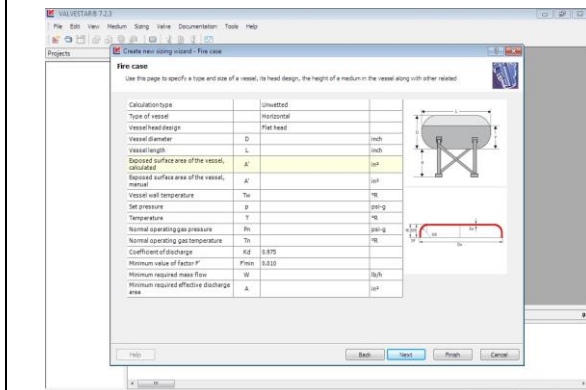 VALVESTAR® 7.2.3
File Edit View Medium Sizing Valve Documentation Tools Help
Projects
Create new sizing wizard - Fire case
Fire case
Use this page to specify a type and size of a vessel, its head design, the height of a medium in the vessel along with other related
Calculation type Unwetted
Type of vessel Horizontal
Vessel head design Flat head
Vessel diameter D inch
Vessel length L inch
Exposed surface area of the vessel, calculated A' in²
Exposed surface area of the vessel, manual A' in²
Vessel wall temperature Tw °R
Set pressure p psi-g
Temperature T °R
Normal operating gas pressure Pn psi-g
Normal operating gas temperature Tn °R
Coefficient of discharge Kd 0.975
Minimum value of factor F' F'min 0.010
Minimum required mass flow W lb/h
Minimum required effective discharge area A in²
L
Help Back Next Finish Cancel